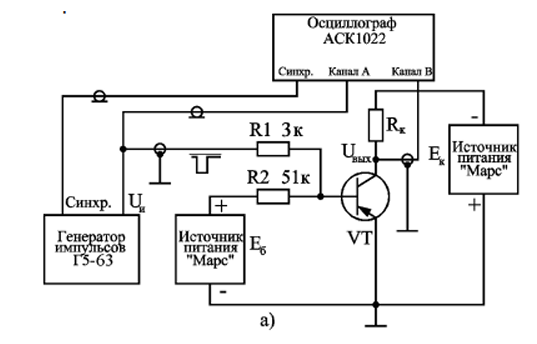 Осциллограф
АСК1022
Синхр. Канал А Канал В
R1 3к
Rк
Uвых
Eк
Источник
питания
"Марс"
R2 51к
Синхр. Uи
Генератор
импульсов
Г5-63
Источник
питания
"Марс"
Eб
VT
а)